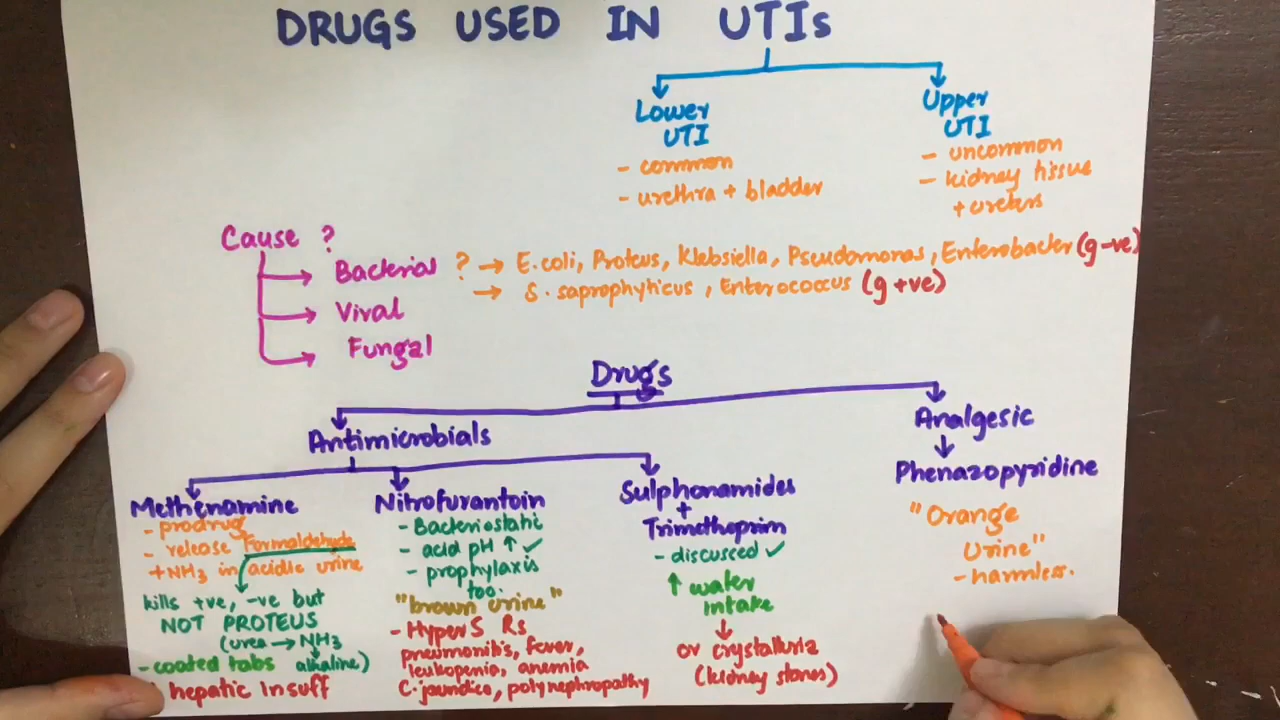 DRUGS USED IN UTIs
Lower
UTI
- common
- urethra + bladder
Upper
UTI
- uncommon
- kidney tissue
+ ureters
Cause ?
Bacterial ? → E.coli, Proteus, Klebsiella, Pseudomonas, Enterobacter (g-ve)
→ S. saprophyticus, Enterococcus (g+ve)
Viral
Fungal
Drugs
Antimicrobials
Methenamine
- prodrug
- release Formaldehyde
+ NH3 in acidic urine
kills +ve, -ve but
NOT PROTEUS
(urea → NH3
alkaline)
- coated tabs
hepatic insuff
Nitrofurantoin
- Bacteriostatic
- acid pH ↑ ✓
- prophylaxis
too.
"brown urine"
- HyperS Rs
pneumonitis, fever,
leukopenia, anemia
C. jaundice, polynephropathy
Sulphonamides
+
Trimethoprim
- discussed ✓
↑ water
intake
↓
or crystalluria
(kidney stones)
Analgesic
↓
Phenazopyridine
"Orange
Urine"
- harmless.